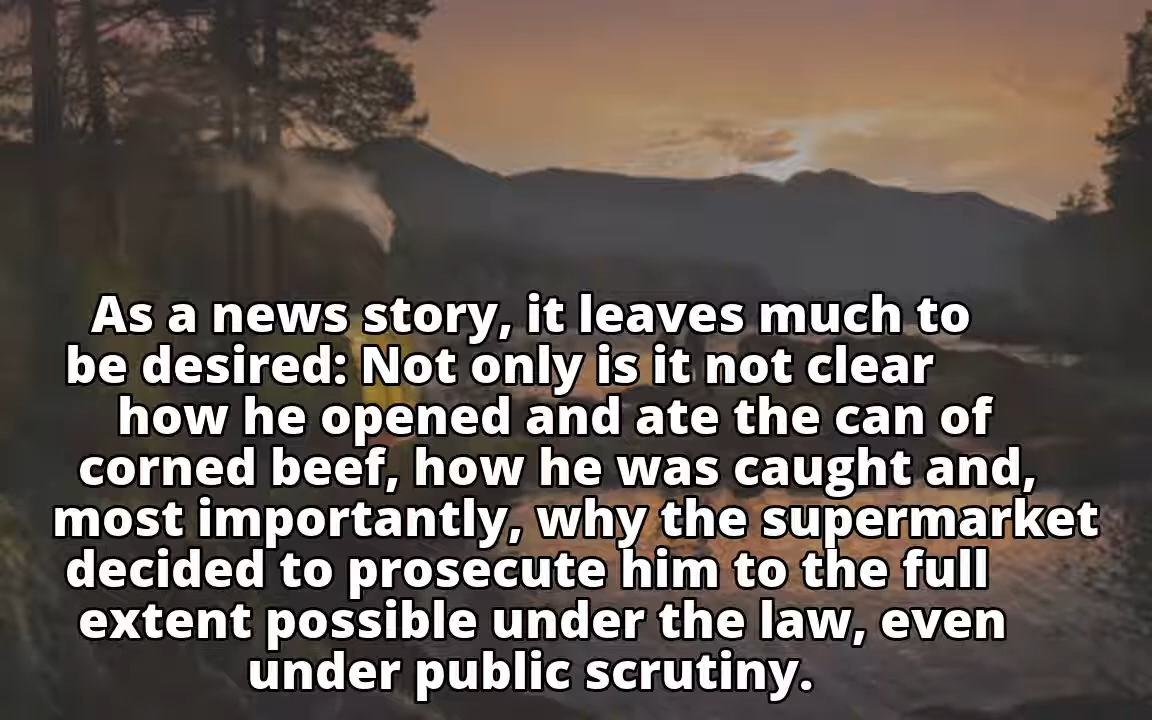 As a news story, it leaves much to
be desired: Not only is it not clear
how he opened and ate the can of
corned beef, how he was caught and,
most importantly, why the supermarket
decided to prosecute him to the full
extent possible under the law, even
under public scrutiny.